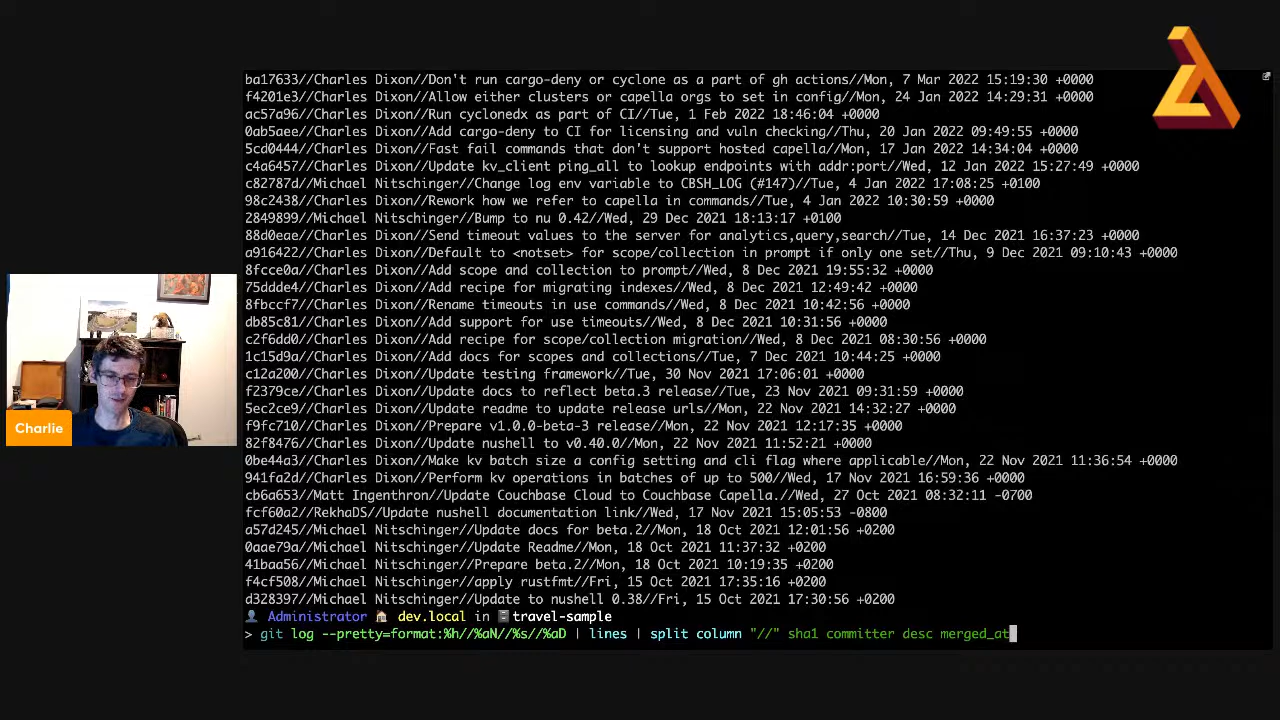 ba17633//Charles Dixon//Don't run cargo-deny or cyclone as a part of gh actions//Mon, 7 Mar 2022 15:19:30 +0000
f4201e3//Charles Dixon//Allow either clusters or capella orgs to set in config//Mon, 24 Jan 2022 14:29:31 +0000
ac57a96//Charles Dixon//Run cyclonedx as part of CI//Tue, 1 Feb 2022 18:46:04 +0000
0ab5aee//Charles Dixon//Add cargo-deny to CI for licensing and vuln checking//Thu, 20 Jan 2022 09:49:55 +0000
5cd0444//Charles Dixon//Fast fail commands that don't support hosted capella//Mon, 17 Jan 2022 14:34:04 +0000
c4a6457//Charles Dixon//Update kv_client ping_all to lookup endpoints with addr:port//Wed, 12 Jan 2022 15:27:49 +0000
c82787d//Michael Nitschinger//Change log env variable to CBSH_LOG (#147)//Tue, 4 Jan 2022 17:08:25 +0100
98c2438//Charles Dixon//Rework how we refer to capella in commands//Tue, 4 Jan 2022 10:30:59 +0000
2849899//Michael Nitschinger//Bump to nu 0.42//Wed, 29 Dec 2021 18:13:17 +0100
88d0eae//Charles Dixon//Send timeout values to the server for analytics,query,search//Tue, 14 Dec 2021 16:37:23 +0000
a916422//Charles Dixon//Default to <notset> for scope/collection in prompt if only one set//Thu, 9 Dec 2021 09:10:43 +0000
8fcce0a//Charles Dixon//Add scope and collection to prompt//Wed, 8 Dec 2021 19:55:32 +0000
75ddde4//Charles Dixon//Add recipe for migrating indexes//Wed, 8 Dec 2021 12:49:42 +0000
8fbccf7//Charles Dixon//Rename timeouts in use commands//Wed, 8 Dec 2021 10:42:56 +0000
db85c81//Charles Dixon//Add support for use timeouts//Wed, 8 Dec 2021 10:31:56 +0000
c2f6dd0//Charles Dixon//Add recipe for scope/collection migration//Wed, 8 Dec 2021 08:30:56 +0000
1c15d9a//Charles Dixon//Add docs for scopes and collections//Tue, 7 Dec 2021 10:44:25 +0000
c12a200//Charles Dixon//Update testing framework//Tue, 30 Nov 2021 17:06:01 +0000
f2379ce//Charles Dixon//Update docs to reflect beta.3 release//Tue, 23 Nov 2021 09:31:59 +0000
5ec2ce9//Charles Dixon//Update readme to update release urls//Mon, 22 Nov 2021 14:32:27 +0000
f9fc710//Charles Dixon//Prepare v1.0.0-beta-3 release//Mon, 22 Nov 2021 12:17:35 +0000
82f8476//Charles Dixon//Update nushell to v0.40.0//Mon, 22 Nov 2021 11:52:21 +0000
0be44a3//Charles Dixon//Make kv batch size a config setting and cli flag where applicable//Mon, 22 Nov 2021 11:36:54 +0000
941fa2d//Charles Dixon//Perform kv operations in batches of up to 500//Wed, 17 Nov 2021 16:59:36 +0000
cb6a653//Matt Ingenthron//Update Couchbase Cloud to Couchbase Capella.//Wed, 27 Oct 2021 08:32:11 -0700
fcf60a2//RekhaDS//Update nushell documentation link//Wed, 17 Nov 2021 15:05:53 -0800
a57d245//Michael Nitschinger//Update docs for beta.2//Mon, 18 Oct 2021 12:01:56 +0200
0aae79a//Michael Nitschinger//Update Readme//Mon, 18 Oct 2021 11:37:32 +0200
41baa56//Michael Nitschinger//Prepare beta.2//Mon, 18 Oct 2021 10:19:35 +0200
f4cf508//Michael Nitschinger//apply rustfmt//Fri, 15 Oct 2021 17:35:16 +0200
d328397//Michael Nitschinger//Update to nushell 0.38//Fri, 15 Oct 2021 17:30:56 +0200
Administrator dev.local in travel-sample
> git log --pretty=format:%h//%aN//%s//%aD | lines | split column "//" sha1 committer desc merged_at
Charlie